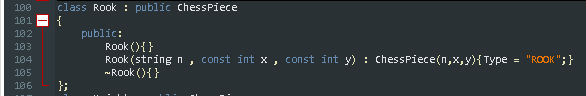 100 class Rook : public ChessPiece
101 {
102 public:
103 Rook(){}
104 Rook(string n , const int x , const int y) : ChessPiece(n,x,y){Type = "ROOK";}
105 ~Rook(){}
106 };